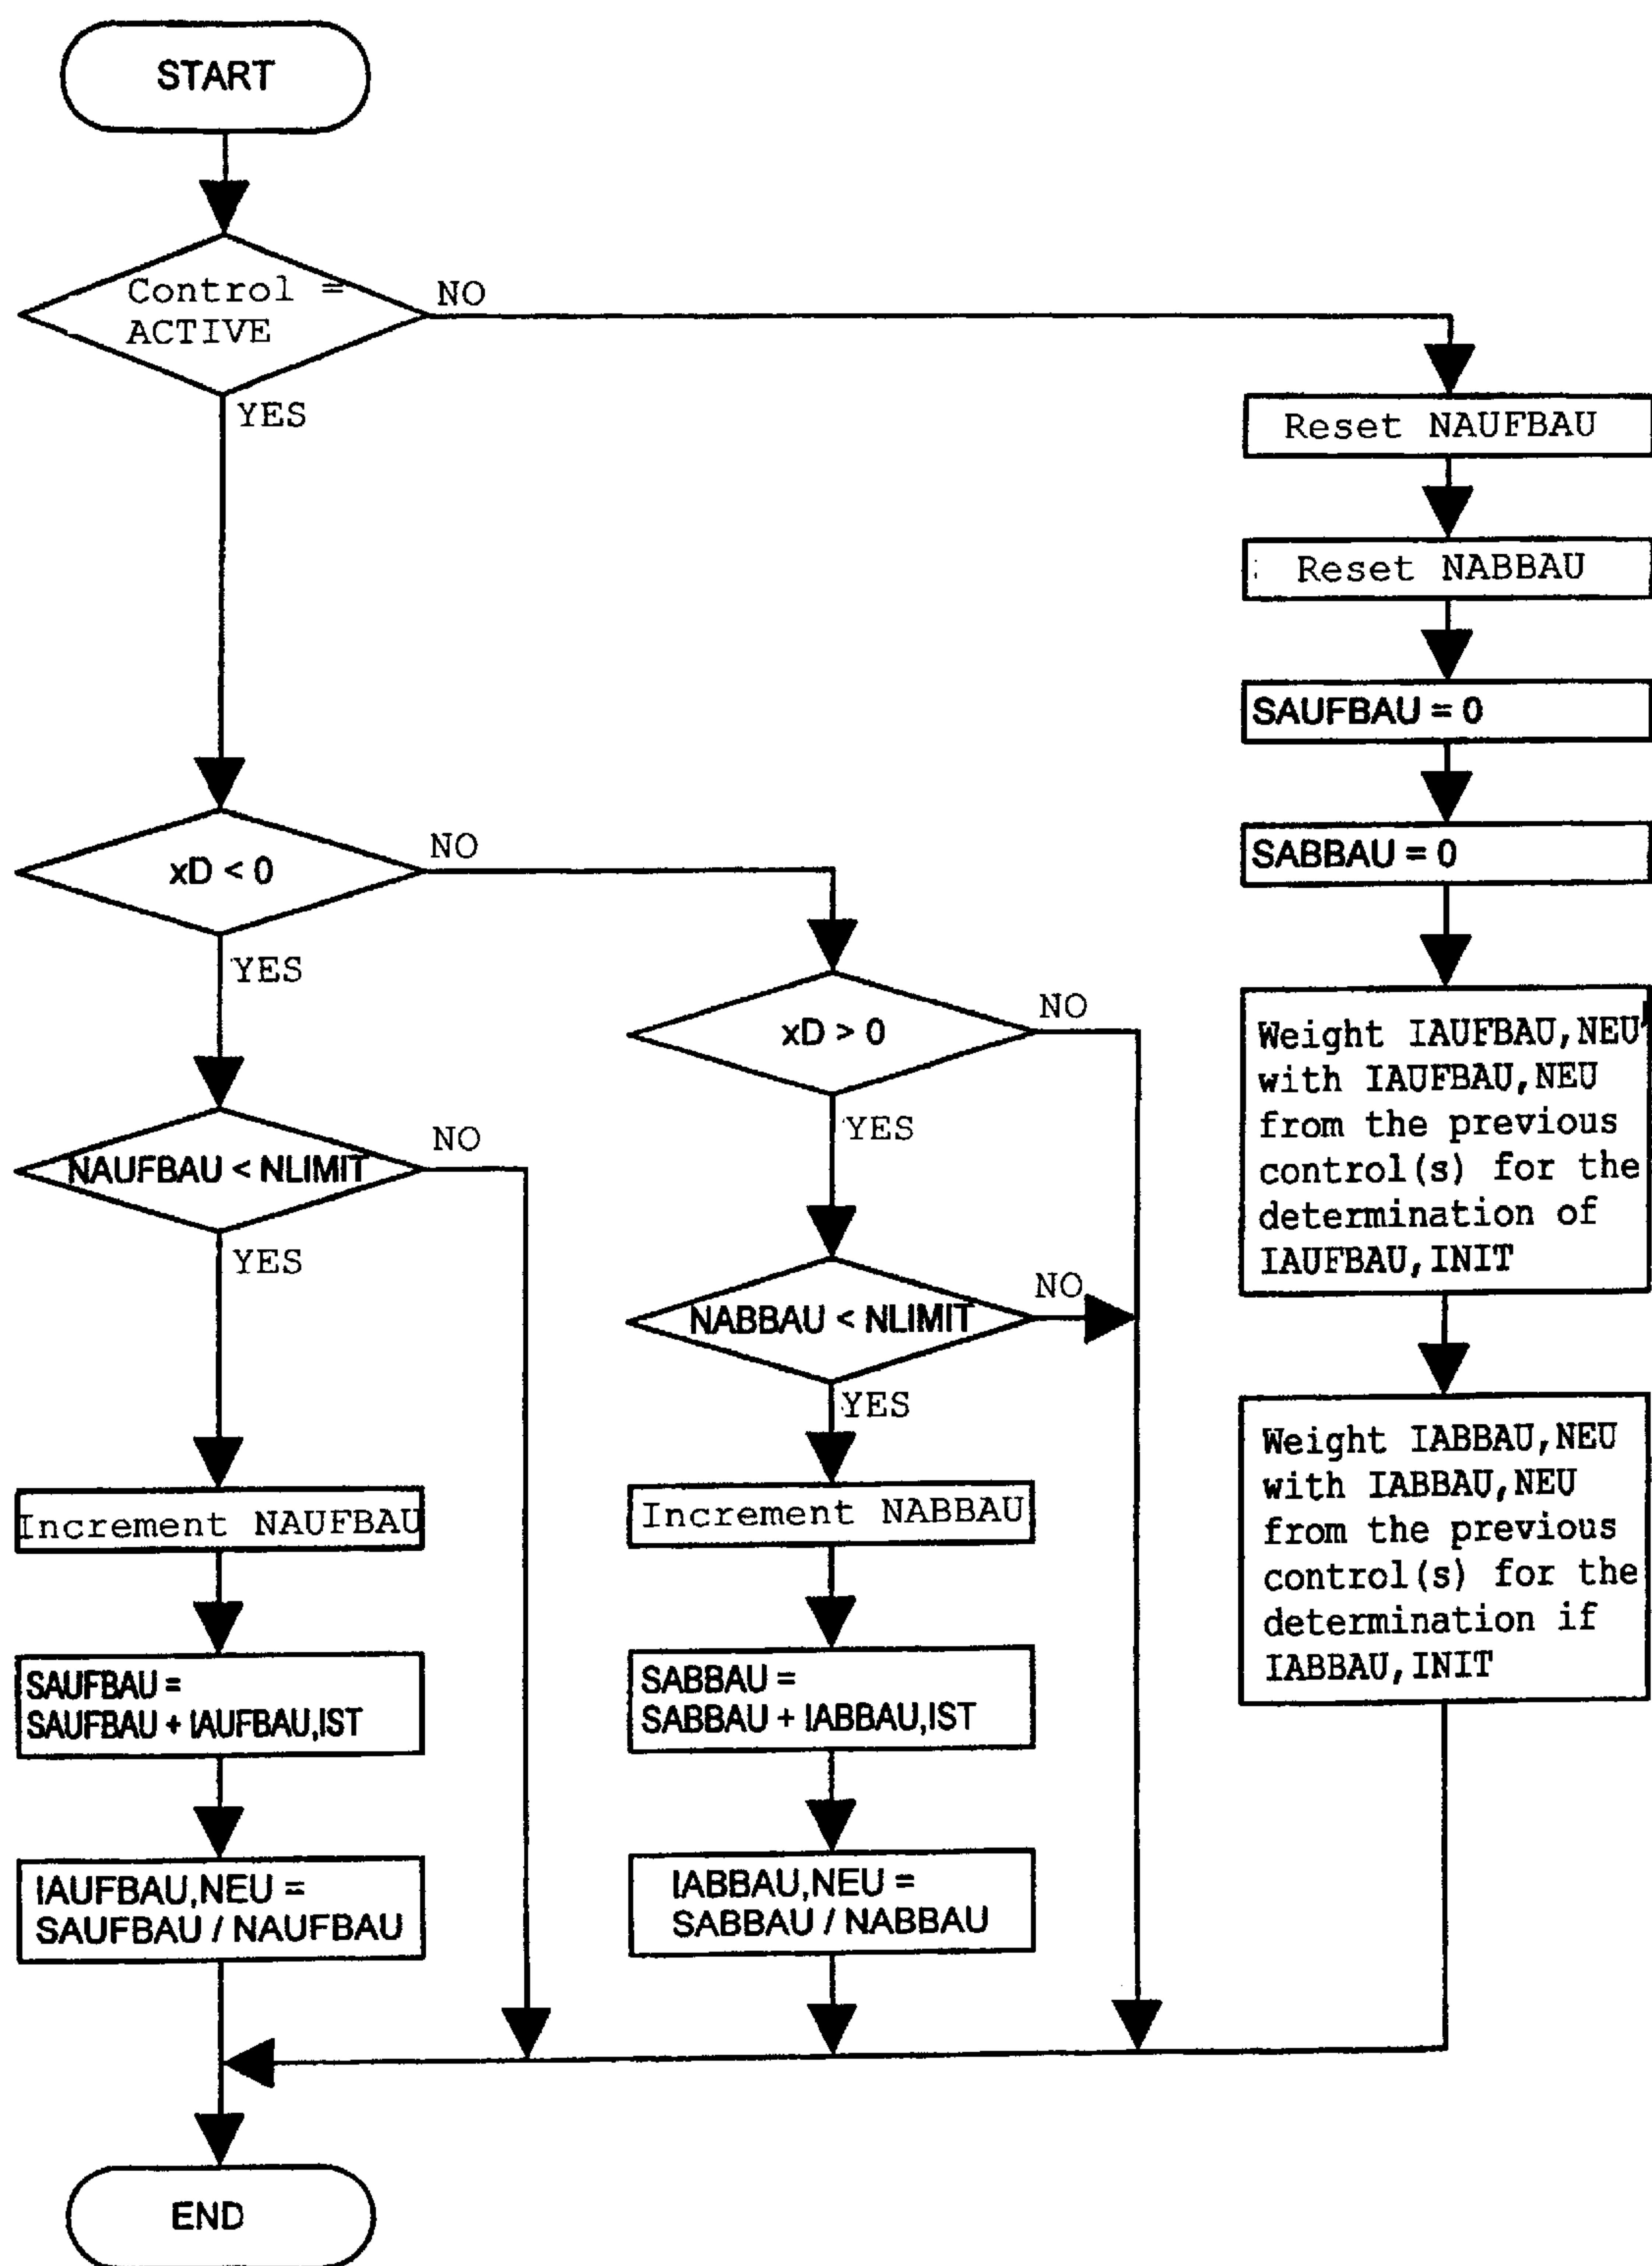 START
Control =
ACTIVE
NO
YES
Reset NAUFBAU
Reset NABBAU
SAUFBAU = 0
SABBAU = 0
Weight IAUFBAU,NEU
with IAUFBAU,NEU
from the previous
control(s) for the
determination of
IAUFBAU,INIT
Weight IABBAU,NEU
with IABBAU,NEU
from the previous
control(s) for the
determination if
IABBAU,INIT
xD < 0
NO
YES
xD > 0
NO
YES
NAUFBAU < NLIMIT
NO
YES
NABBAU < NLIMIT
NO
YES
Increment NAUFBAU
SAUFBAU =
SAUFBAU + IAUFBAU,IST
IAUFBAU,NEU =
SAUFBAU / NAUFBAU
Increment NABBAU
SABBAU =
SABBAU + IABBAU,IST
IABBAU,NEU =
SABBAU / NABBAU
END